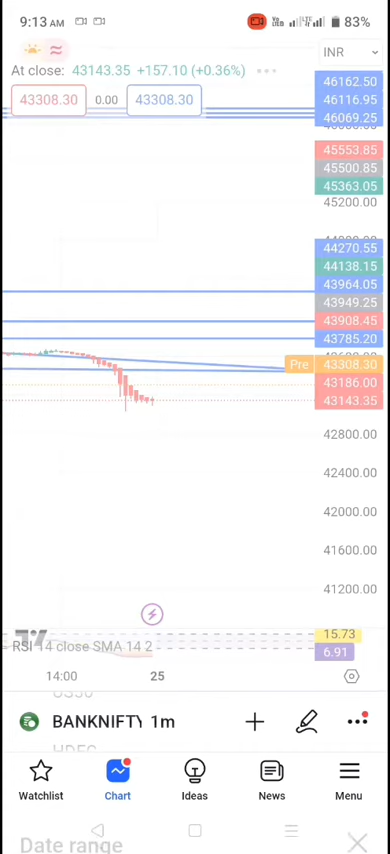 9:13 AM
83%
INR
At close: 43143.35 +157.10 (+0.36%)
43308.30 0.00 43308.30
46162.50
46116.95
46069.25
45553.85
45500.85
45363.05
45200.00
44270.55
44138.15
43964.05
43949.25
43908.45
43785.20
Pre 43308.30
43186.00
43143.35
42800.00
42400.00
42000.00
41600.00
41200.00
15.73
RSI 14 close SMA 14 2
6.91
14:00 25
US30
BANKNIFTY 1m
HDFC
Watchlist Chart Ideas News Menu
Date range